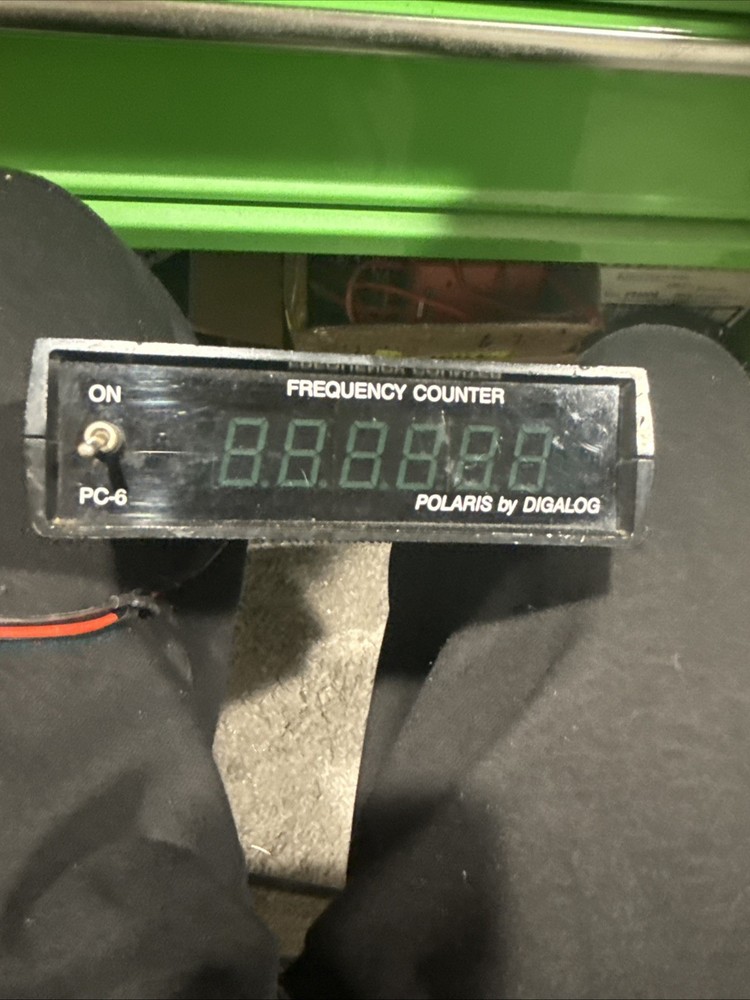 ON
FREQUENCY COUNTER
PC-6
POLARIS by DIGALOG